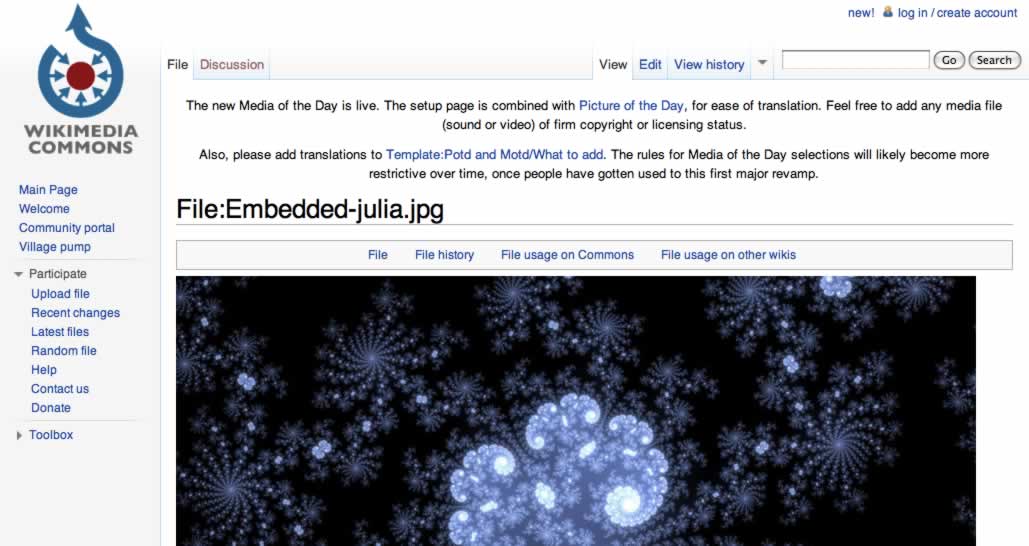 new! log in / create account
File Discussion View Edit View history Go Search
WIKIMEDIA
COMMONS
The new Media of the Day is live. The setup page is combined with Picture of the Day, for ease of translation. Feel free to add any media file
(sound or video) of firm copyright or licensing status.
Also, please add translations to Template:Potd and Motd/What to add. The rules for Media of the Day selections will likely become more
restrictive over time, once people have gotten used to this first major revamp.
Main Page
Welcome
Community portal
Village pump
Participate
Upload file
Recent changes
Latest files
Random file
Help
Contact us
Donate
Toolbox
File:Embedded-julia.jpg
File File history File usage on Commons File usage on other wikis